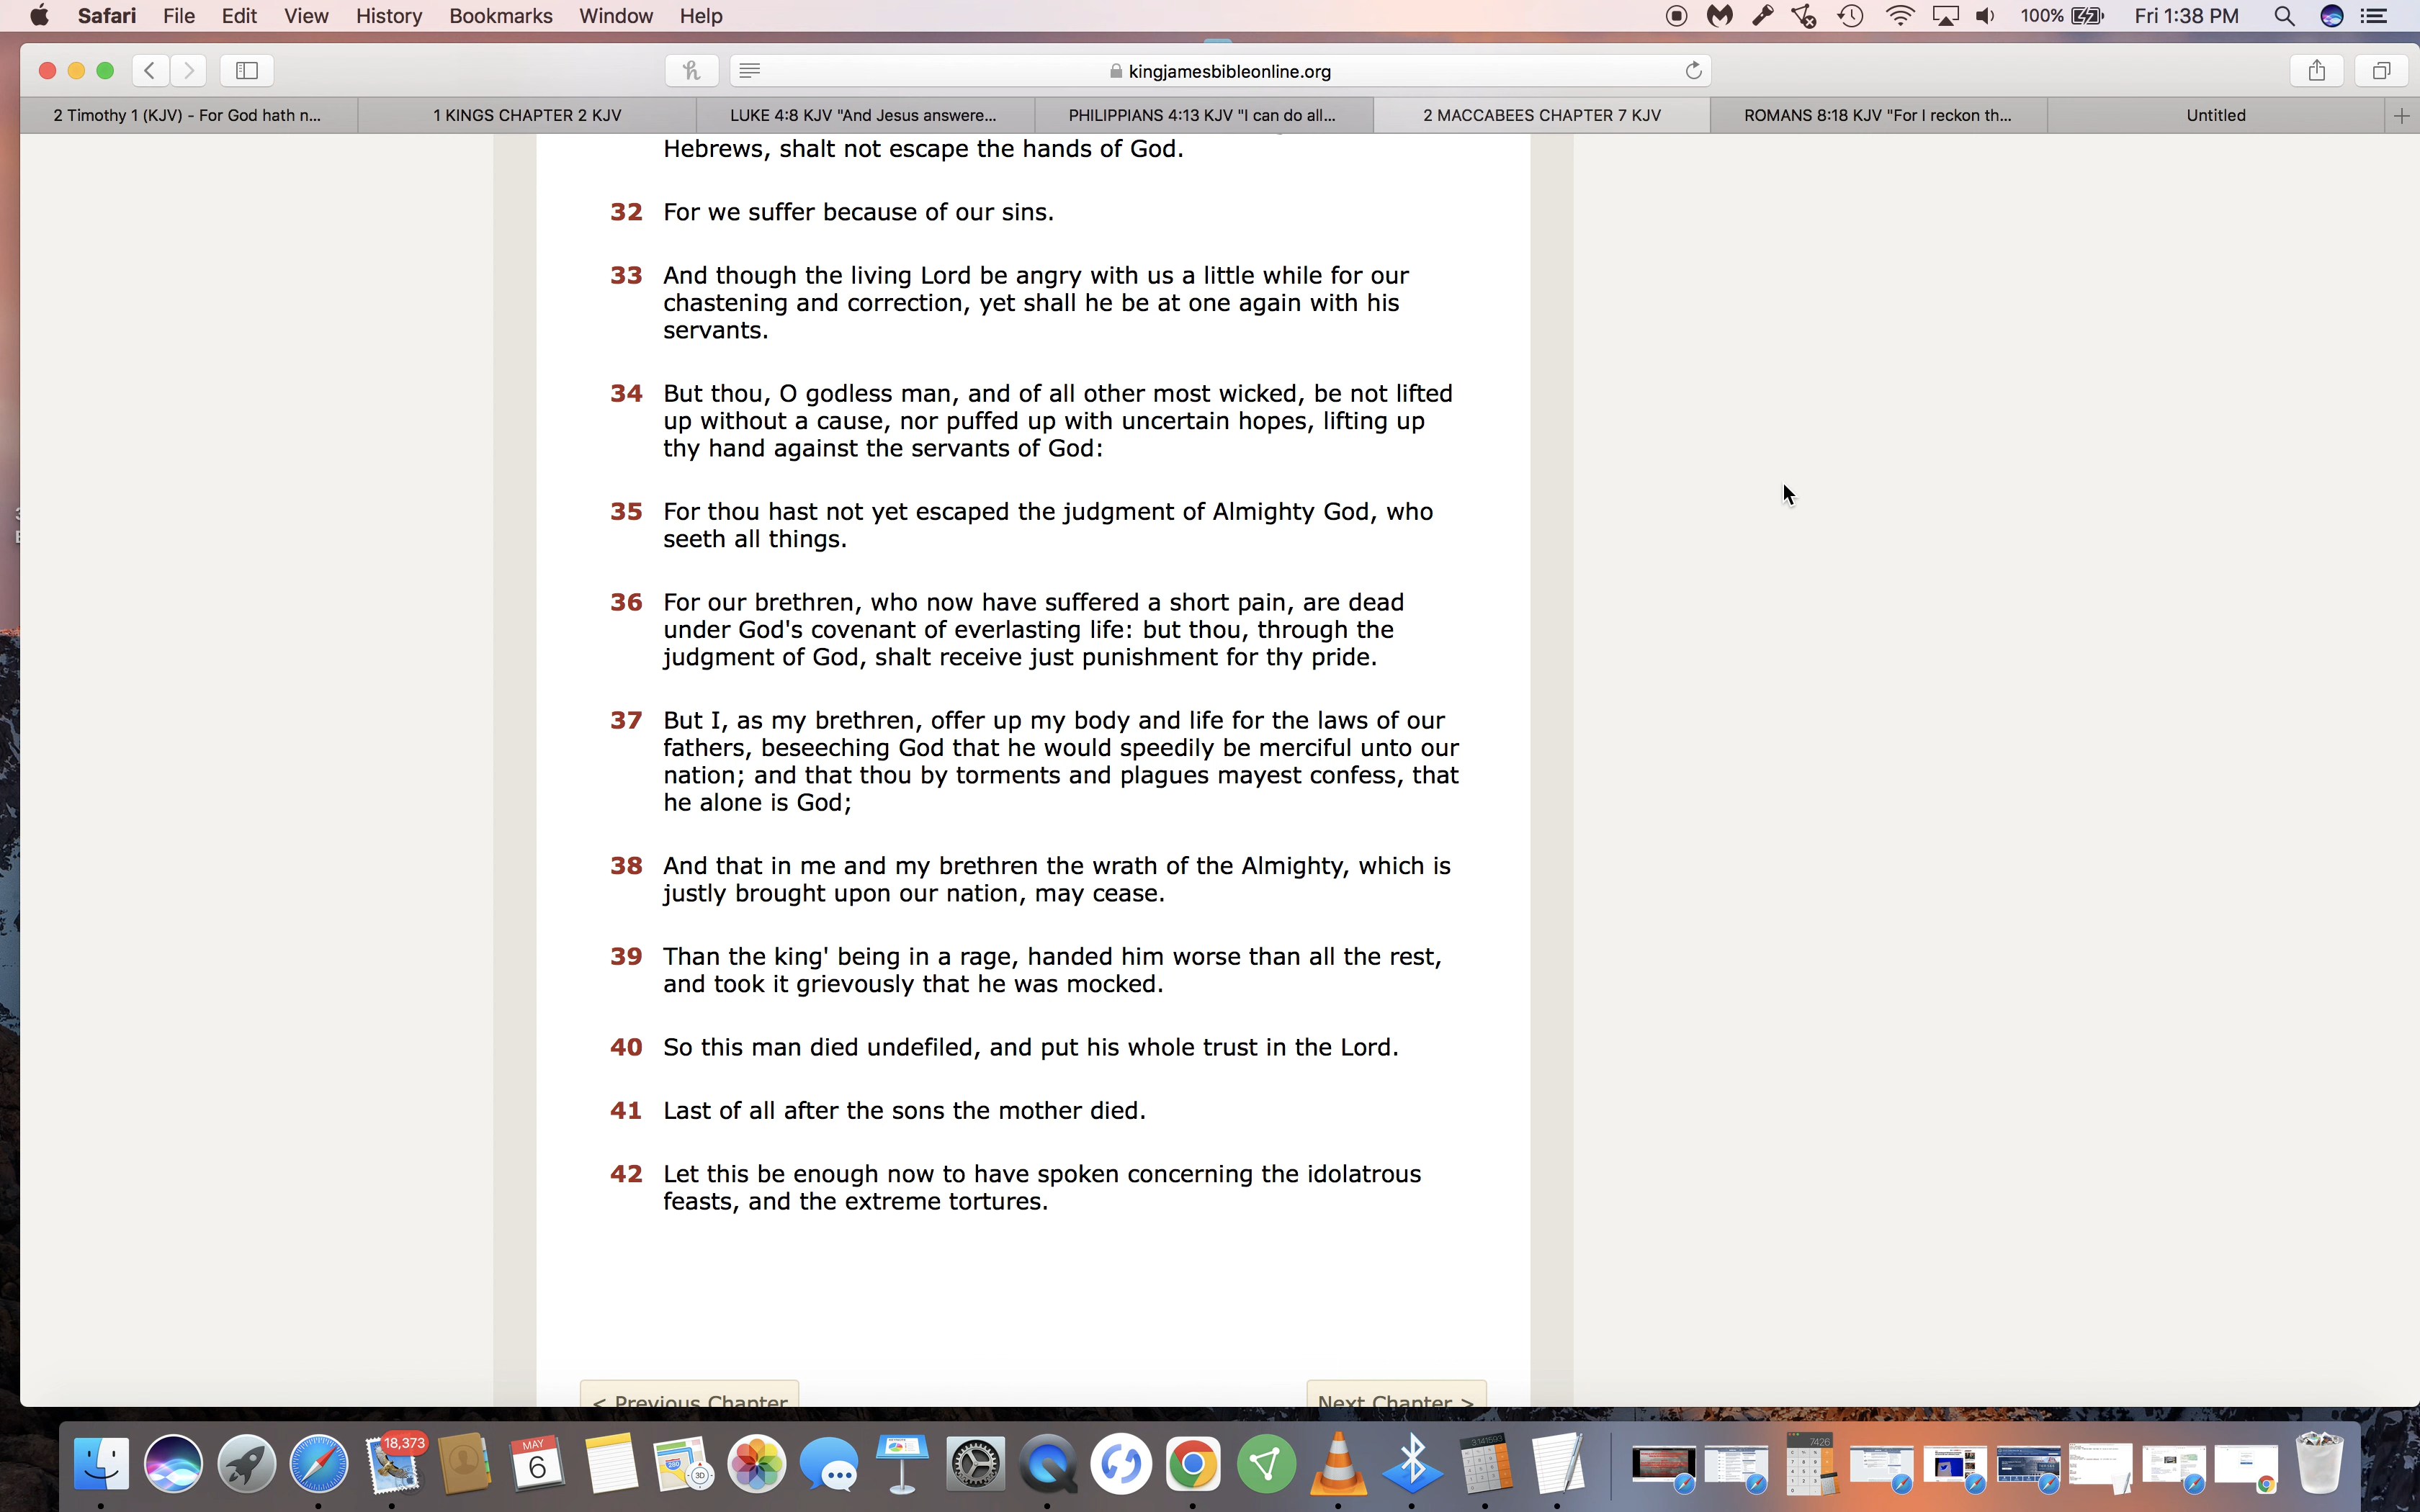 Safari File Edit View History Bookmarks Window Help 100% Fri 1:38 PM
kingjamesbibleonline.org
2 Timothy 1 (KJV) - For God hath n... 1 KINGS CHAPTER 2 KJV LUKE 4:8 KJV "And Jesus answere... PHILIPPIANS 4:13 KJV "I can do all... 2 MACCABEES CHAPTER 7 KJV ROMANS 8:18 KJV "For I reckon th... Untitled
Hebrews, shalt not escape the hands of God.
32 For we suffer because of our sins.
33 And though the living Lord be angry with us a little while for our
chastening and correction, yet shall he be at one again with his
servants.
34 But thou, O godless man, and of all other most wicked, be not lifted
up without a cause, nor puffed up with uncertain hopes, lifting up
thy hand against the servants of God:
35 For thou hast not yet escaped the judgment of Almighty God, who
seeth all things.
36 For our brethren, who now have suffered a short pain, are dead
under God's covenant of everlasting life: but thou, through the
judgment of God, shalt receive just punishment for thy pride.
37 But I, as my brethren, offer up my body and life for the laws of our
fathers, beseeching God that he would speedily be merciful unto our
nation; and that thou by torments and plagues mayest confess, that
he alone is God;
38 And that in me and my brethren the wrath of the Almighty, which is
justly brought upon our nation, may cease.
39 Than the king' being in a rage, handed him worse than all the rest,
and took it grievously that he was mocked.
40 So this man died undefiled, and put his whole trust in the Lord.
41 Last of all after the sons the mother died.
42 Let this be enough now to have spoken concerning the idolatrous
feasts, and the extreme tortures.
< Previous Chapter Next Chapter >
18,373
MAY
6
3D
3.141593
7426